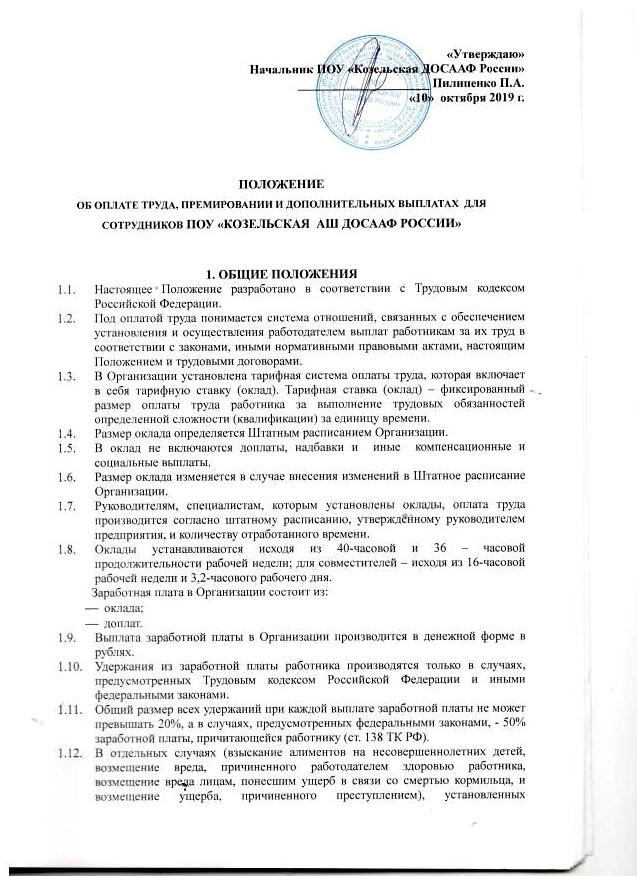 «Утверждаю»
Начальник ПОУ «Козельская ДОСААФ России»
Пилипенко П.А.
«10» октября 2019 г.
ПОЛОЖЕНИЕ
ОБ ОПЛАТЕ ТРУДА, ПРЕМИРОВАНИИ И ДОПОЛНИТЕЛЬНЫХ ВЫПЛАТАХ ДЛЯ
СОТРУДНИКОВ ПОУ «КОЗЕЛЬСКАЯ АШ ДОСААФ РОССИИ»
1. ОБЩИЕ ПОЛОЖЕНИЯ
1.1. Настоящее Положение разработано в соответствии с Трудовым кодексом
Российской Федерации.
1.2. Под оплатой труда понимается система отношений, связанных с обеспечением
установления и осуществления работодателем выплат работникам за их труд в
соответствии с законами, иными нормативными правовыми актами, настоящим
Положением и трудовыми договорами.
1.3. В Организации установлена тарифная система оплаты труда, которая включает
в себя тарифную ставку (оклад). Тарифная ставка (оклад) – фиксированный
размер оплаты труда работника за выполнение трудовых обязанностей
определенной сложности (квалификации) за единицу времени.
1.4. Размер оклада определяется Штатным расписанием Организации.
1.5. В оклад не включаются доплаты, надбавки и иные компенсационные и
социальные выплаты.
1.6. Размер оклада изменяется в случае внесения изменений в Штатное расписание
Организации.
1.7. Руководителям, специалистам, которым установлены оклады, оплата труда
производится согласно штатному расписанию, утверждённому руководителем
предприятия, и количеству отработанного времени.
1.8. Оклады устанавливаются исходя из 40-часовой и 36 – часовой
продолжительности рабочей недели; для совместителей – исходя из 16-часовой
рабочей недели и 3,2-часового рабочего дня.
Заработная плата в Организации состоит из:
— оклада;
— доплат.
1.9. Выплата заработной платы в Организации производится в денежной форме в
рублях.
1.10. Удержания из заработной платы работника производятся только в случаях,
предусмотренных Трудовым кодексом Российской Федерации и иными
федеральными законами.
1.11. Общий размер всех удержаний при каждой выплате заработной платы не может
превышать 20%, а в случаях, предусмотренных федеральными законами, - 50%
заработной платы, причитающейся работнику (ст. 138 ТК РФ).
1.12. В отдельных случаях (взыскание алиментов на несовершеннолетних детей,
возмещение вреда, причиненного работодателем здоровью работника,
возмещение вреда лицам, понесшим ущерб в связи со смертью кормильца, и
возмещение ущерба, причиненного преступлением), установленных